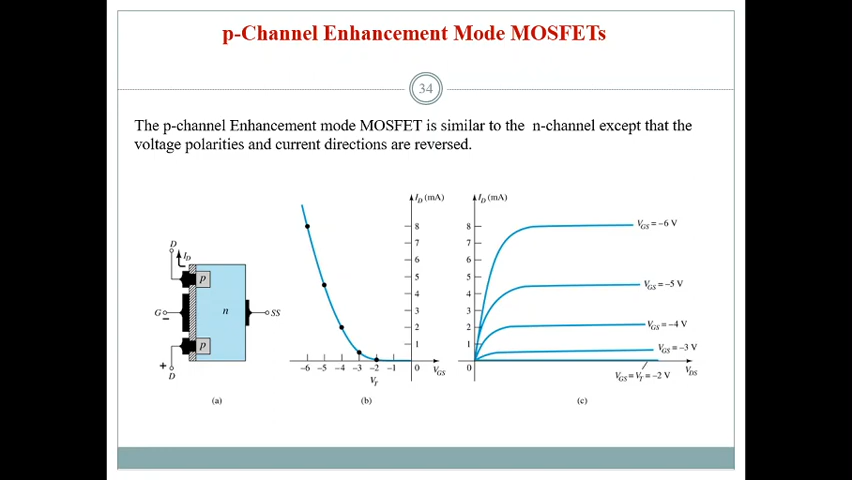 p-Channel Enhancement Mode MOSFETs
34
The p-channel Enhancement mode MOSFET is similar to the n-channel except that the
voltage polarities and current directions are reversed.
D
I_D
p
G
−
n
SS
p
+
D
(a)
I_D (mA)
8
7
6
5
4
3
2
1
−6 −5 −4 −3 −2 −1 0 V_GS
V_T
(b)
I_D (mA)
8
7
6
5
4
3
2
1
0
V_GS = −6 V
V_GS = −5 V
V_GS = −4 V
V_GS = −3 V
V_GS = V_T = −2 V
V_DS
(c)